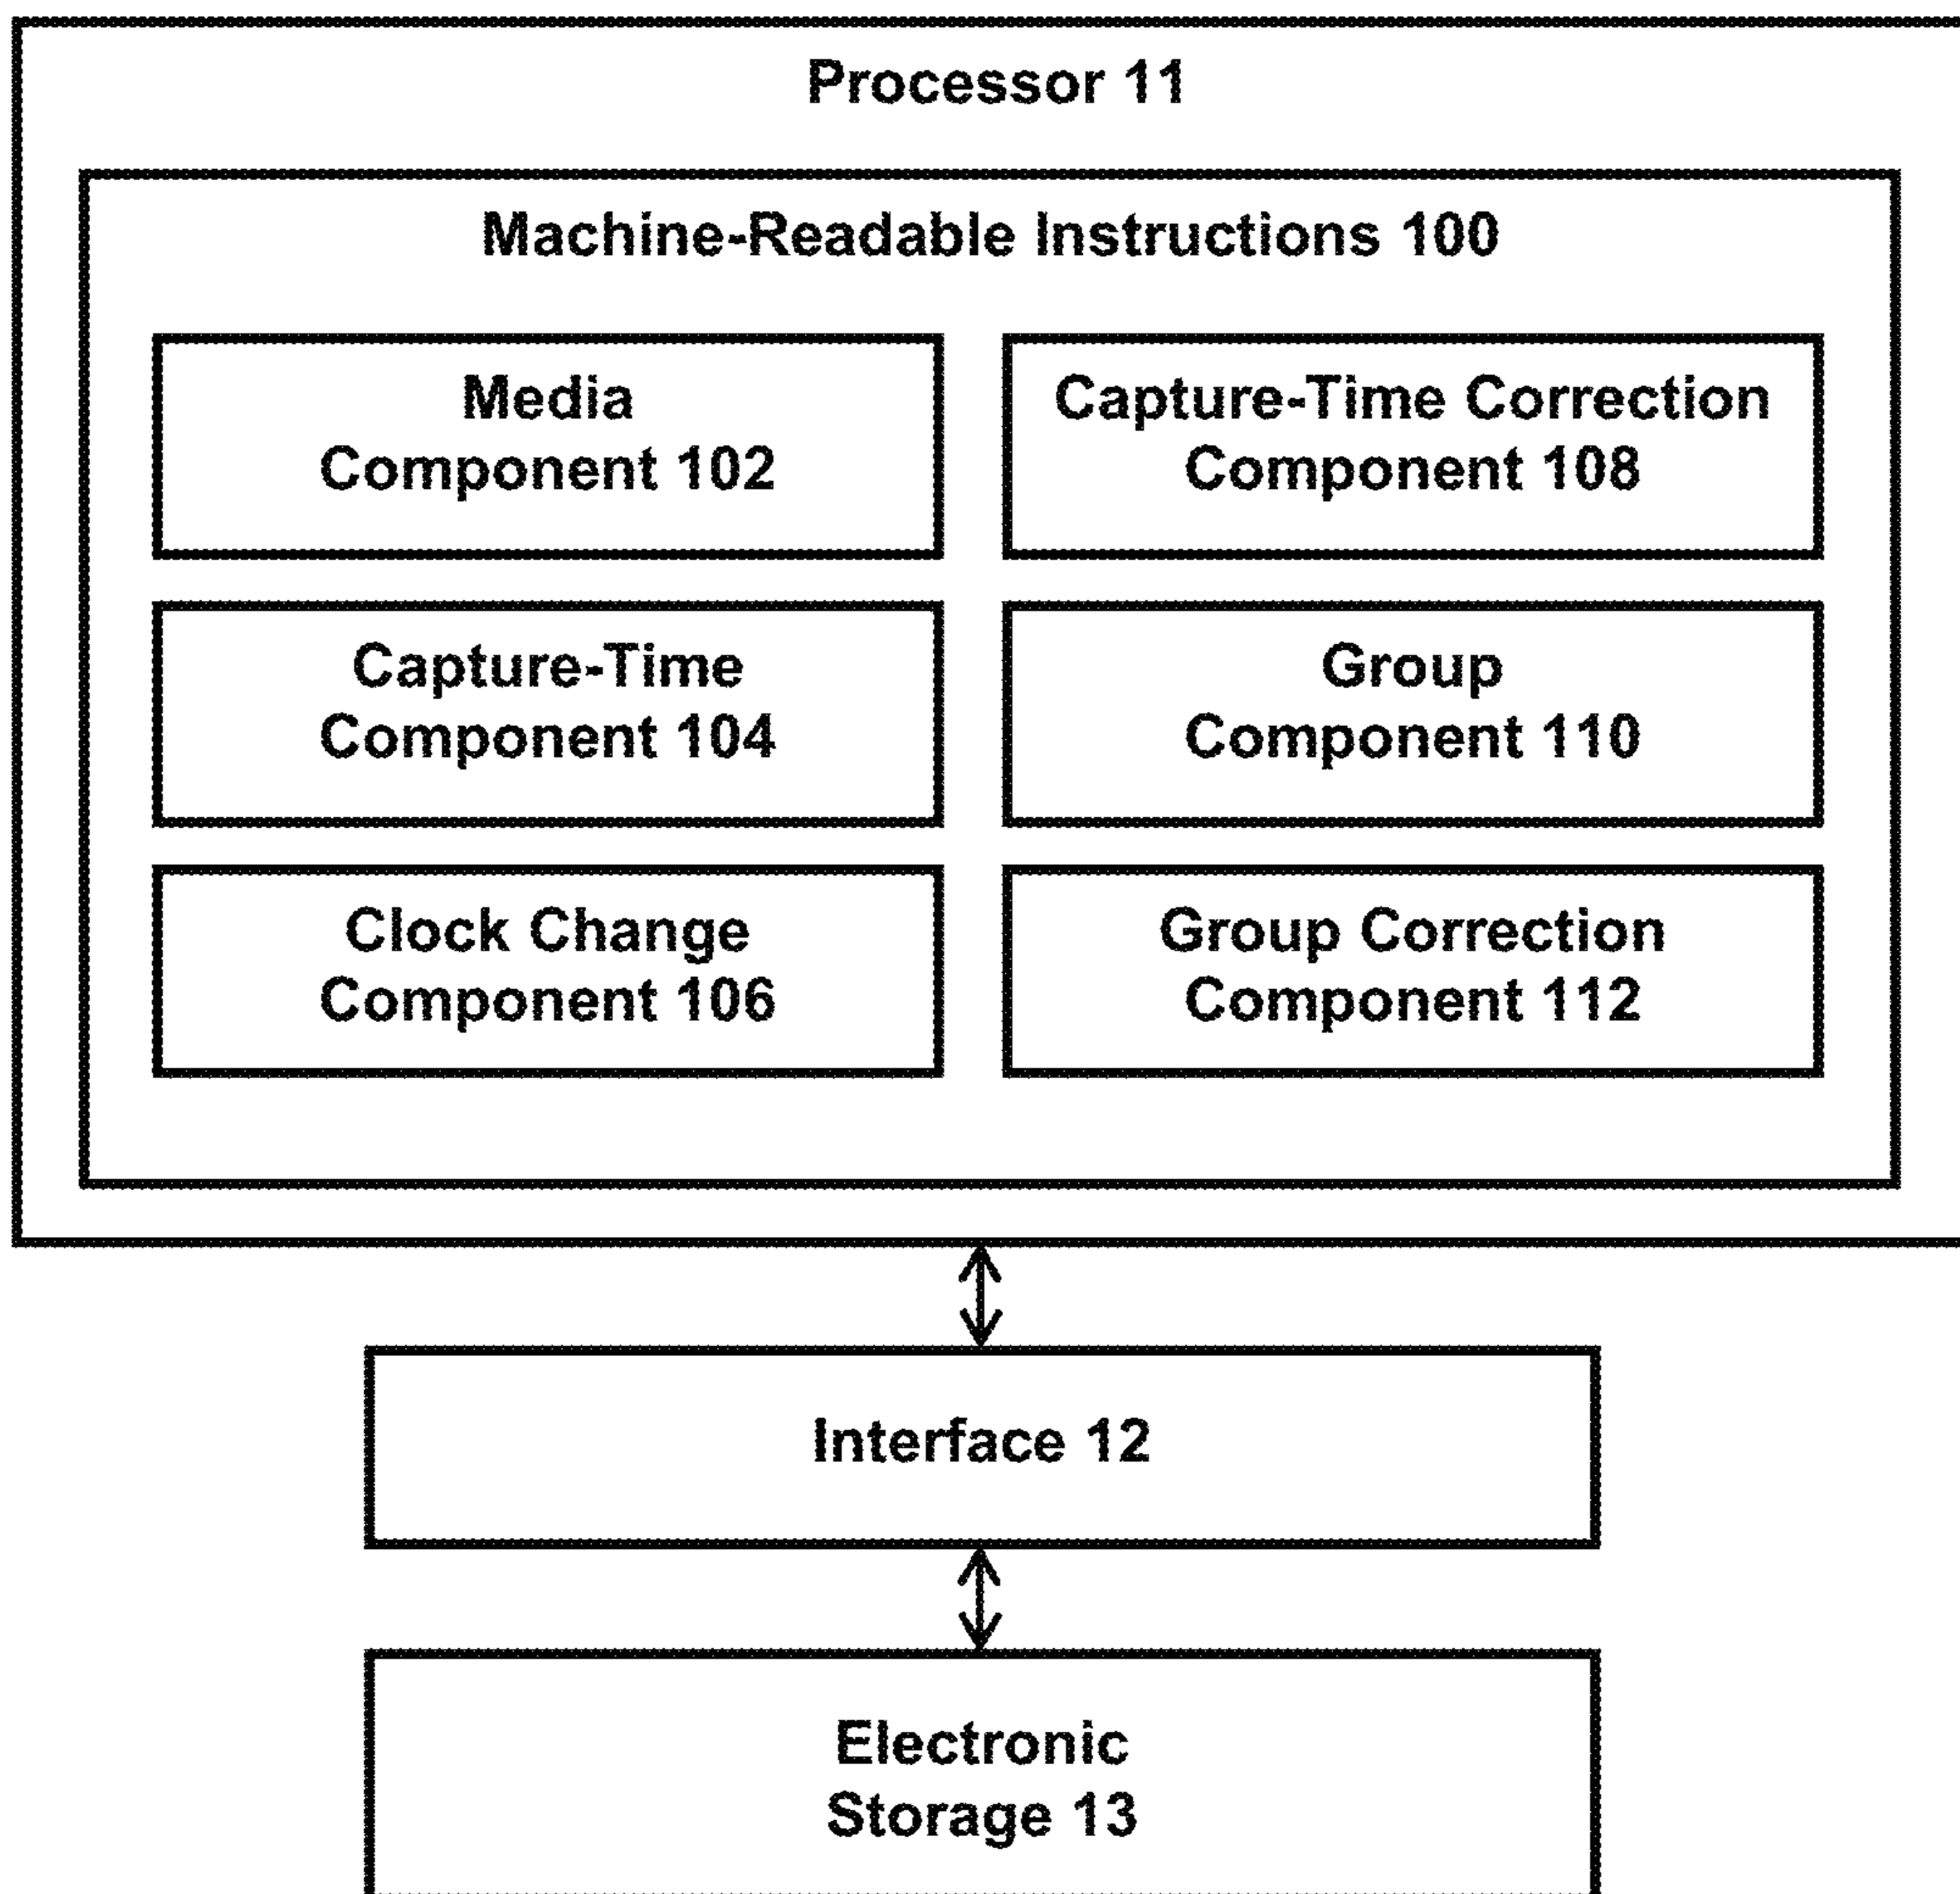 Processor 11
Machine-Readable Instructions 100
Media
Component 102
Capture-Time Correction
Component 108
Capture-Time
Component 104
Group
Component 110
Clock Change
Component 106
Group Correction
Component 112
Interface 12
Electronic
Storage 13